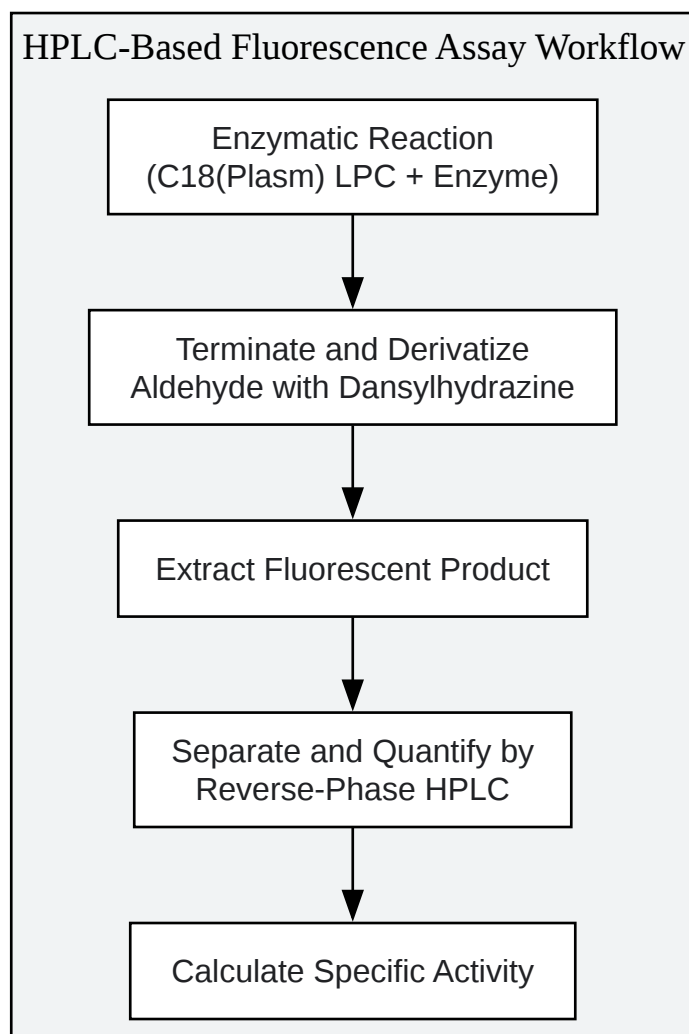 HPLC-Based Fluorescence Assay Workflow
Enzymatic Reaction
(C18(Plasm) LPC + Enzyme)
Terminate and Derivatize
Aldehyde with Dansylhydrazine
Extract Fluorescent Product
Separate and Quantify by
Reverse-Phase HPLC
Calculate Specific Activity